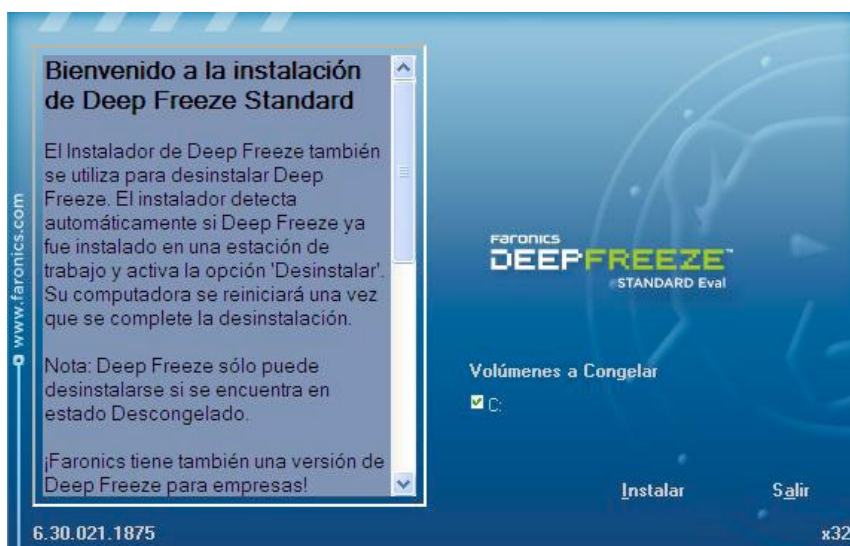 Bienvenido a la instalación
de Deep Freeze Standard
El Instalador de Deep Freeze también
se utiliza para desinstalar Deep
Freeze. El instalador detecta
automáticamente si Deep Freeze ya
fue instalado en una estación de
trabajo y activa la opción 'Desinstalar'.
Su computadora se reiniciará una vez
que se complete la desinstalación.
Nota: Deep Freeze sólo puede
desinstalarse si se encuentra en
estado Descongelado.
¡Faronics tiene también una versión de
Deep Freeze para empresas!
www.faronics.com
FARONICS
DEEPFREEZE™
STANDARD Eval
Volúmenes a Congelar
C:
Instalar
Salir
6.30.021.1875
x32